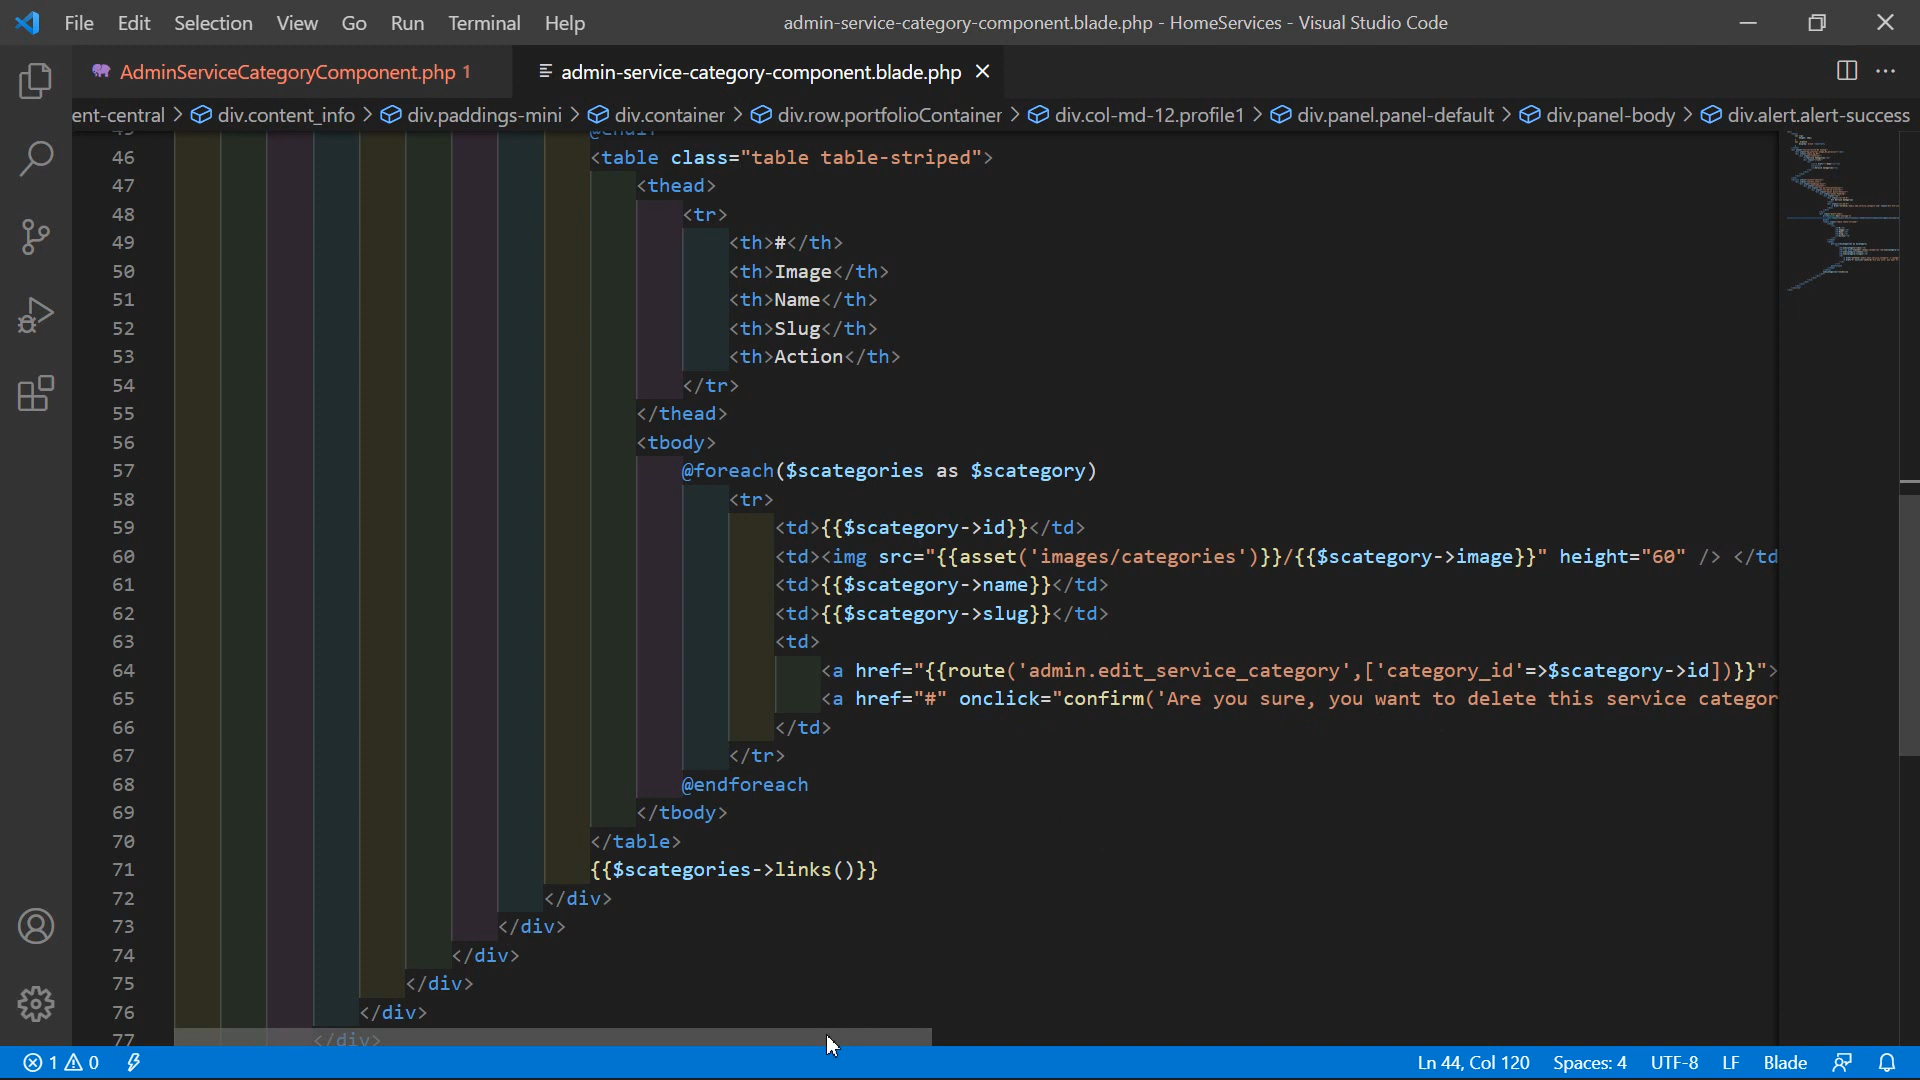 File Edit Selection View Go Run Terminal Help admin-service-category-component.blade.php - HomeServices - Visual Studio Code
AdminServiceCategoryComponent.php 1 admin-service-category-component.blade.php
ent-central > div.content_info > div.paddings-mini > div.container > div.row.portfolioContainer > div.col-md-12.profile1 > div.panel.panel-default > div.panel-body > div.alert.alert-success
45 @endif
46 <table class="table table-striped">
47 <thead>
48 <tr>
49 <th>#</th>
50 <th>Image</th>
51 <th>Name</th>
52 <th>Slug</th>
53 <th>Action</th>
54 </tr>
55 </thead>
56 <tbody>
57 @foreach($scategories as $scategory)
58 <tr>
59 <td>{{$scategory->id}}</td>
60 <td><img src="{{asset('images/categories')}}/{{$scategory->image}}" height="60" /> </td
61 <td>{{$scategory->name}}</td>
62 <td>{{$scategory->slug}}</td>
63 <td>
64 <a href="{{route('admin.edit_service_category',['category_id'=>$scategory->id])}}">
65 <a href="#" onclick="confirm('Are you sure, you want to delete this service categor
66 </td>
67 </tr>
68 @endforeach
69 </tbody>
70 </table>
71 {{$scategories->links()}}
72 </div>
73 </div>
74 </div>
75 </div>
76 </div>
77 </div>
1 0 Ln 44, Col 120 Spaces: 4 UTF-8 LF Blade